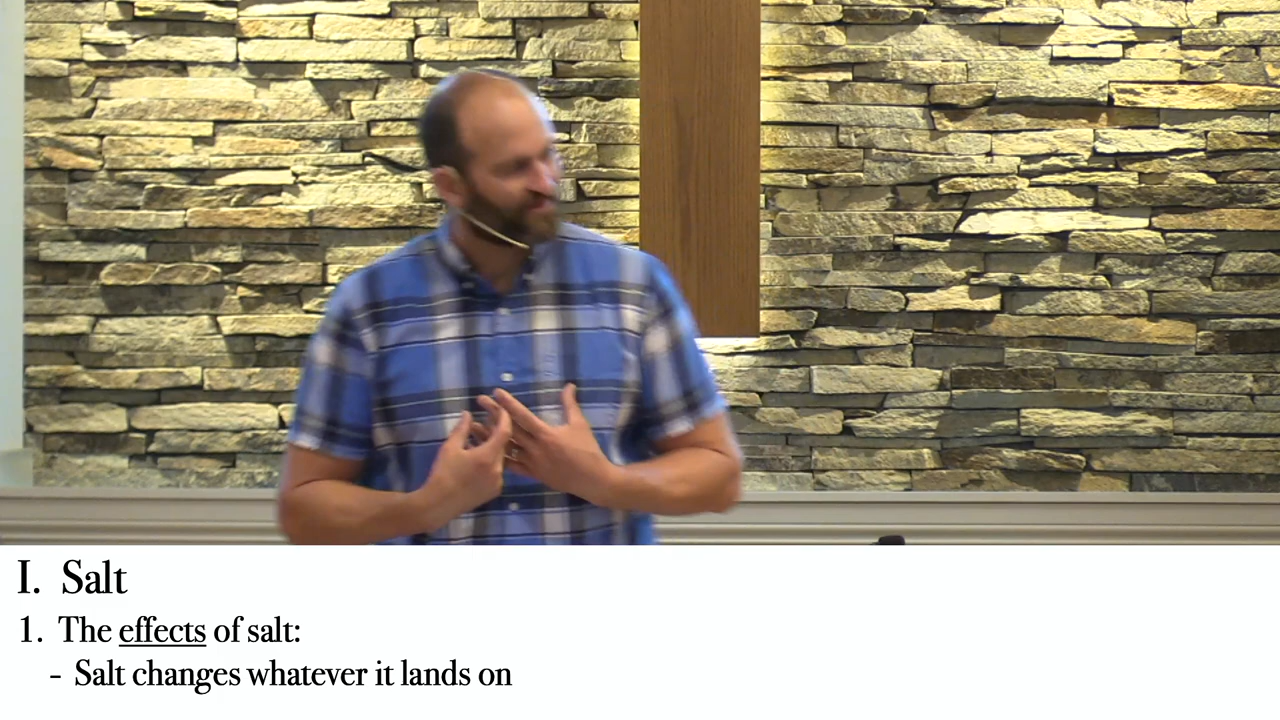 I. Salt
1. The effects of salt:
- Salt changes whatever it lands on